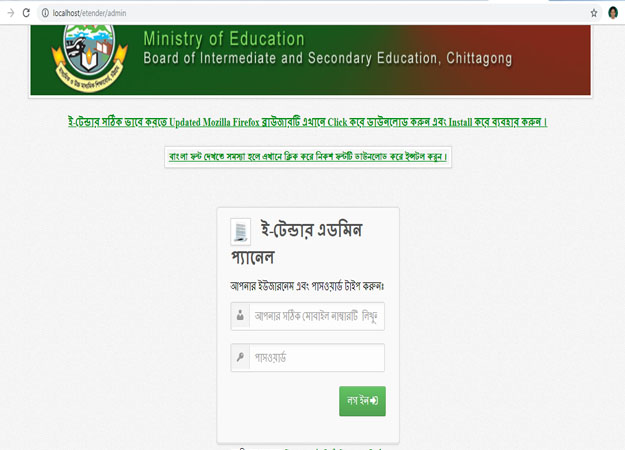 localhost/etender/admin
Ministry of Education
Board of Intermediate and Secondary Education, Chittagong
ই-টেন্ডার সঠিক ভাবে করতে Updated Mozilla Firefox ব্রাউজারটি এখানে Click করে ডাউনলোড করুন এবং Install করে ব্যবহার করুন।
বাংলা ফন্ট দেখতে সমস্যা হলে এখানে ক্লিক করে নিকশ ফন্টটি ডাউনলোড করে ইন্সটল করুন।
ই-টেন্ডার এডমিন
প্যানেল
আপনার ইউজারনেম এবং পাসওয়ার্ড টাইপ করুনঃ
আপনার সঠিক মোবাইল নাম্বারটি লিখু
পাসওয়ার্ড
লগ ইন